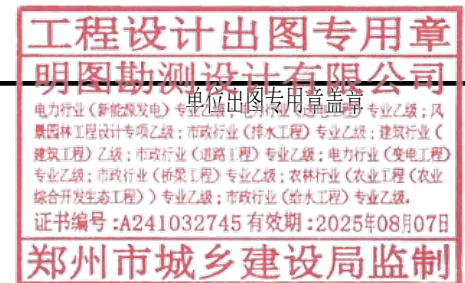 工程设计出图专用章
明图勘测设计有限公司
单位出图专用章盖章
电力行业（新能源发电）专业乙级；电力行业（送电工程）专业乙级；风
景园林工程设计专项乙级；市政行业（排水工程）专业乙级；建筑行业（
建筑工程）乙级；市政行业（道路工程）专业乙级；电力行业（变电工程）
专业乙级；市政行业（桥梁工程）专业乙级；农林行业（农业工程（农业
综合开发生态工程））专业乙级；市政行业（给水工程）专业乙级。
证书编号:A241032745 有效期:2025年08月07日
郑州市城乡建设局监制